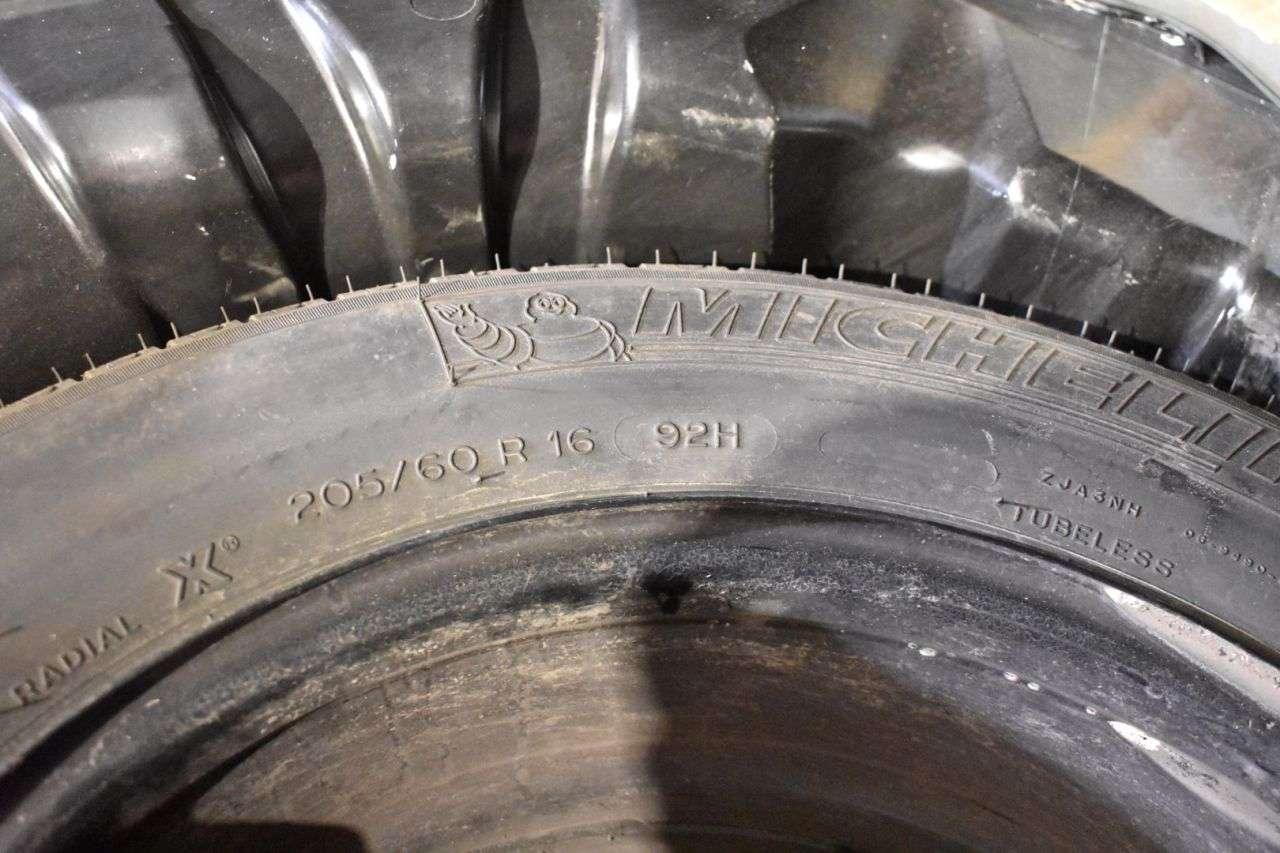 MICHELIN
205/60 R 16 92H
ZJA3NH
TUBELESS
RADIAL X®